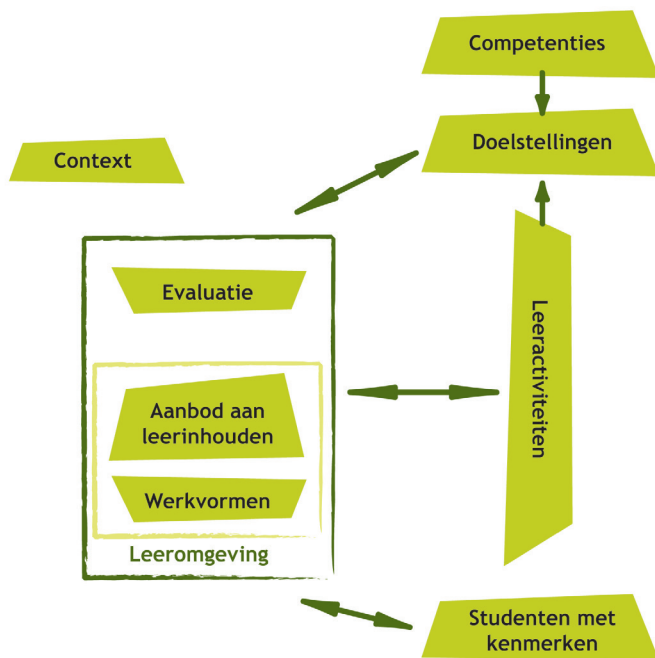 Competenties
Doelstellingen
Context
Evaluatie
Aanbod aan
leerinhouden
Werkvormen
Leeromgeving
Leeractiviteiten
Studenten met
kenmerken